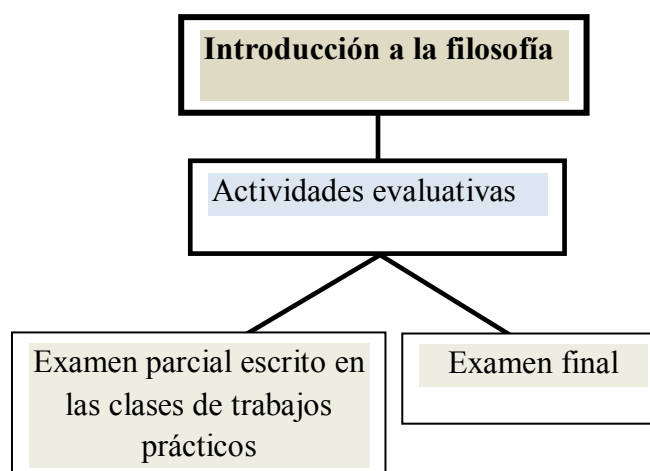 Introducción a la filosofía
Actividades evaluativas
Examen parcial escrito en
las clases de trabajos
prácticos
Examen final